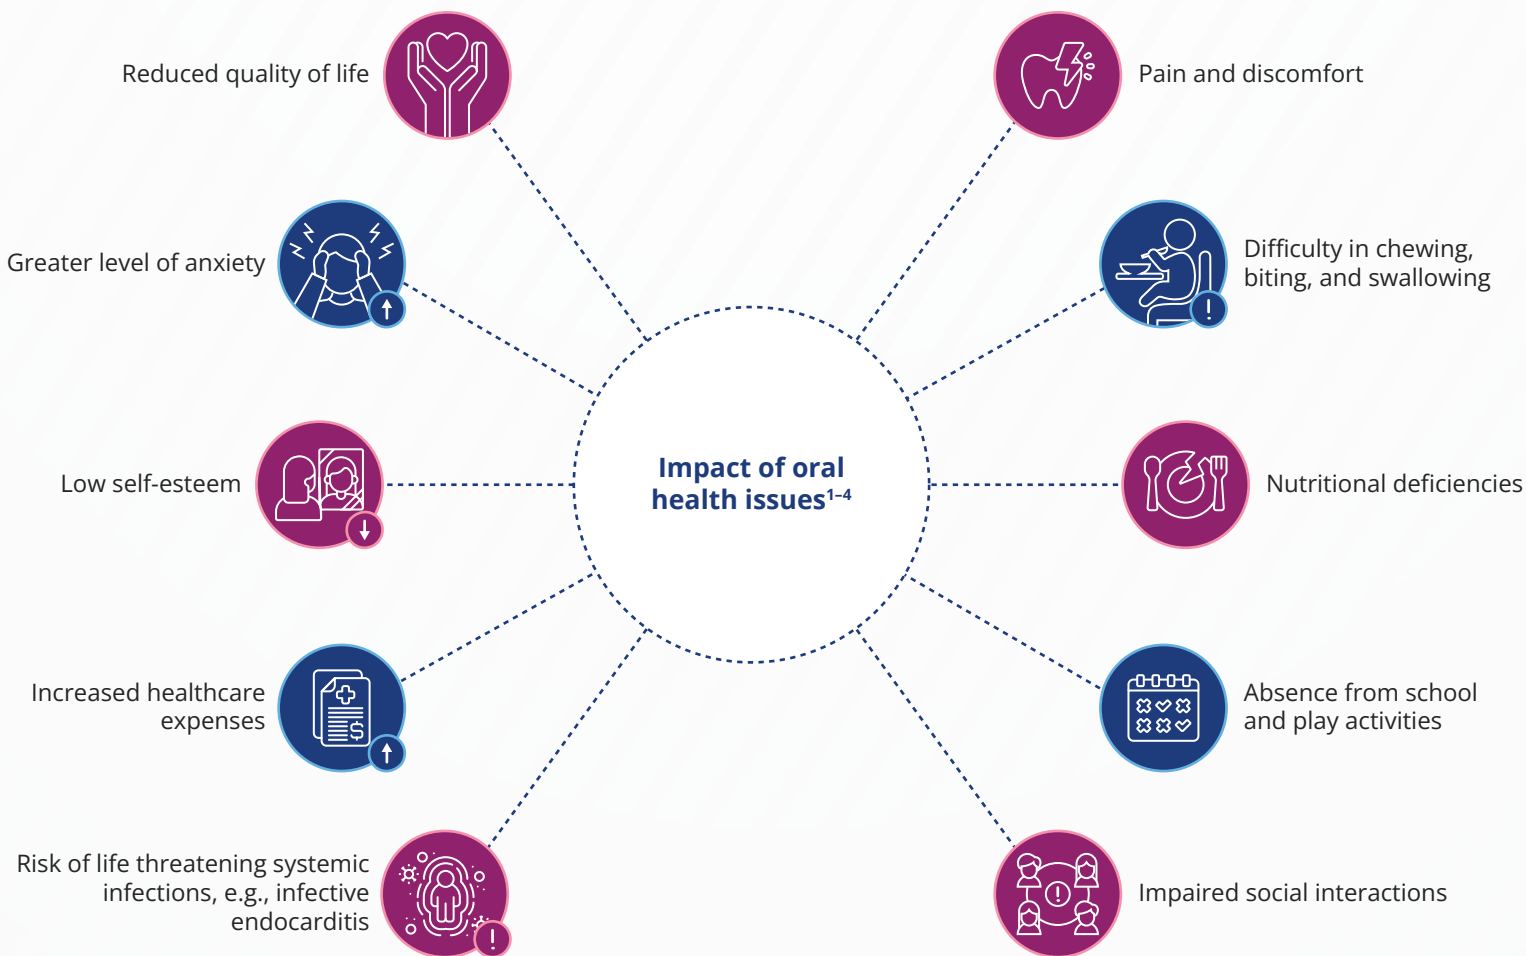 Reduced quality of life
Pain and discomfort
Greater level of anxiety
Difficulty in chewing,
biting, and swallowing
Low self-esteem
Impact of oral
health issues¹⁻⁴
Nutritional deficiencies
Increased healthcare
expenses
Absence from school
and play activities
Risk of life threatening systemic
infections, e.g., infective
endocarditis
Impaired social interactions